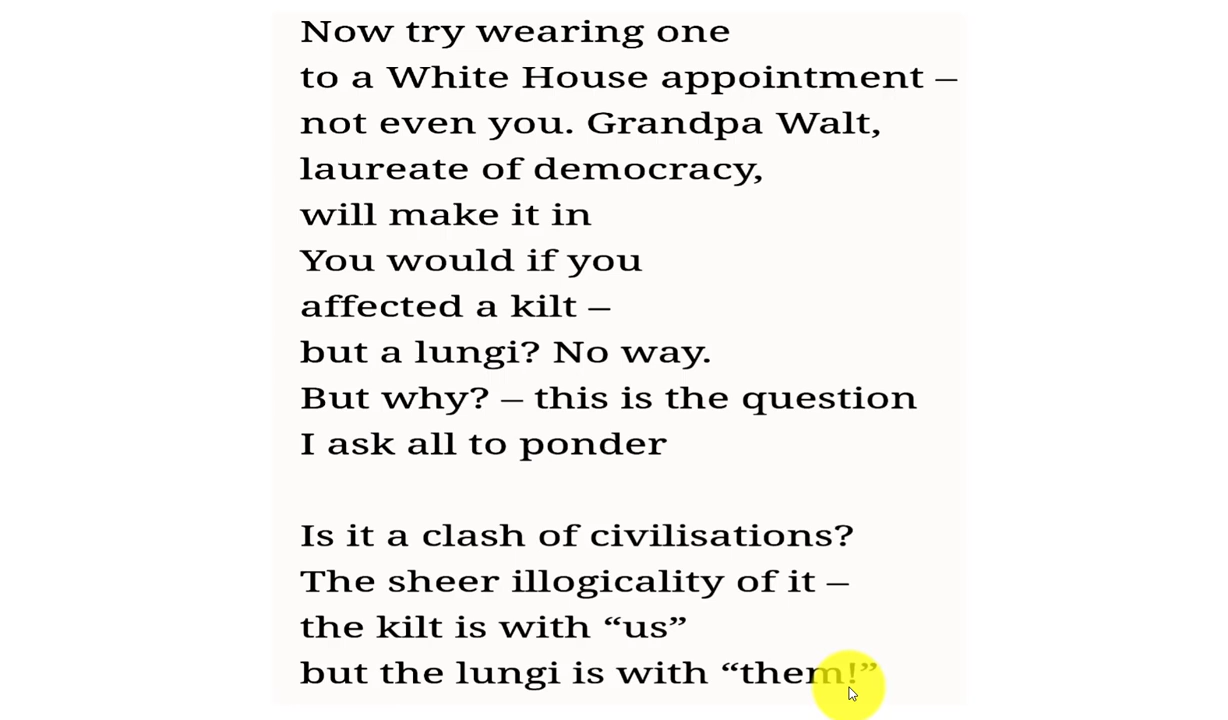 Now try wearing one
to a White House appointment –
not even you. Grandpa Walt,
laureate of democracy,
will make it in
You would if you
affected a kilt –
but a lungi? No way.
But why? – this is the question
I ask all to ponder
Is it a clash of civilisations?
The sheer illogicality of it –
the kilt is with “us”
but the lungi is with “them!”